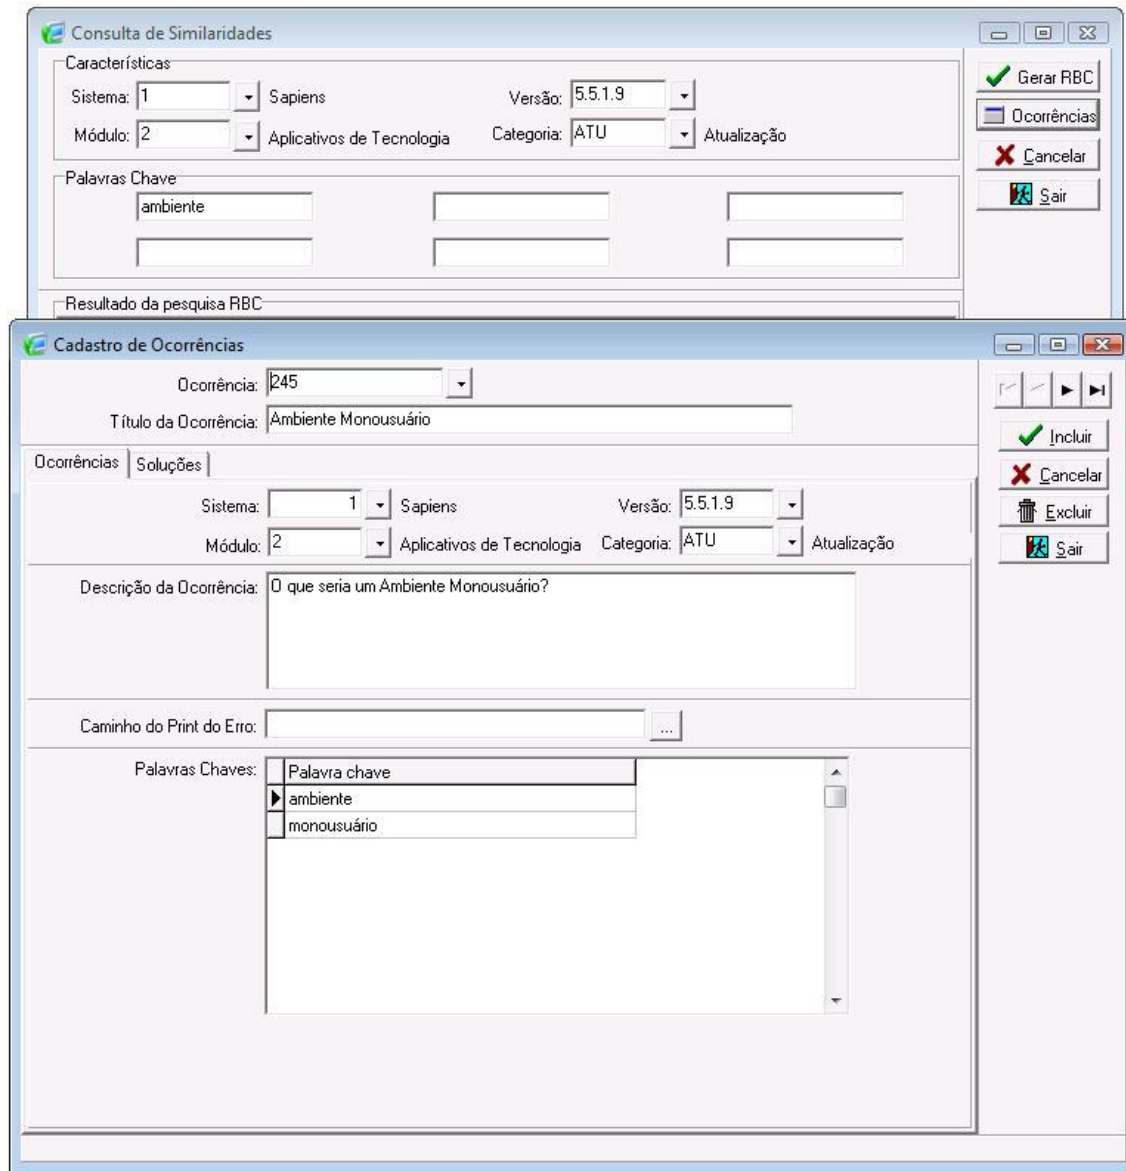 Consulta de Similaridades
Características
Sistema: 1 Sapiens Versão: 5.5.1.9
Módulo: 2 Aplicativos de Tecnologia Categoria: ATU Atualização
Gerar RBC
Ocorrências
Cancelar
Sair
Palavras Chave
ambiente
Resultado da pesquisa RBC
Cadastro de Ocorrências
Ocorrência: 245
Título da Ocorrência: Ambiente Monousuário
Incluir
Cancelar
Excluir
Sair
Ocorrências Soluções
Sistema: 1 Sapiens Versão: 5.5.1.9
Módulo: 2 Aplicativos de Tecnologia Categoria: ATU Atualização
Descrição da Ocorrência: O que seria um Ambiente Monousuário?
Caminho do Print do Erro: ...
Palavras Chaves: Palavra chave
ambiente
monousuário